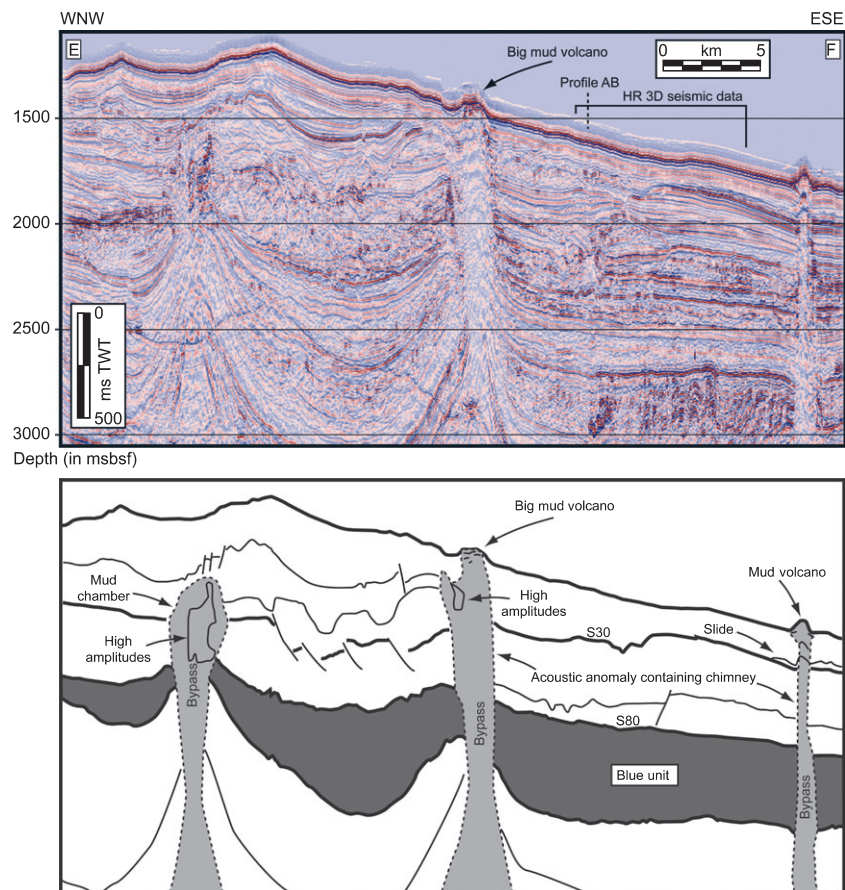 WNW
ESE
E
F
Big mud volcano
0 km 5
Profile AB
HR 3D seismic data
1500
2000
2500
3000
0
ms TWT
500
Depth (in msbsf)
Big mud volcano
Mud
chamber
High
amplitudes
High
amplitudes
Mud volcano
S30
Slide
Acoustic anomaly containing chimney
S80
Bypass
Bypass
Bypass
Blue unit